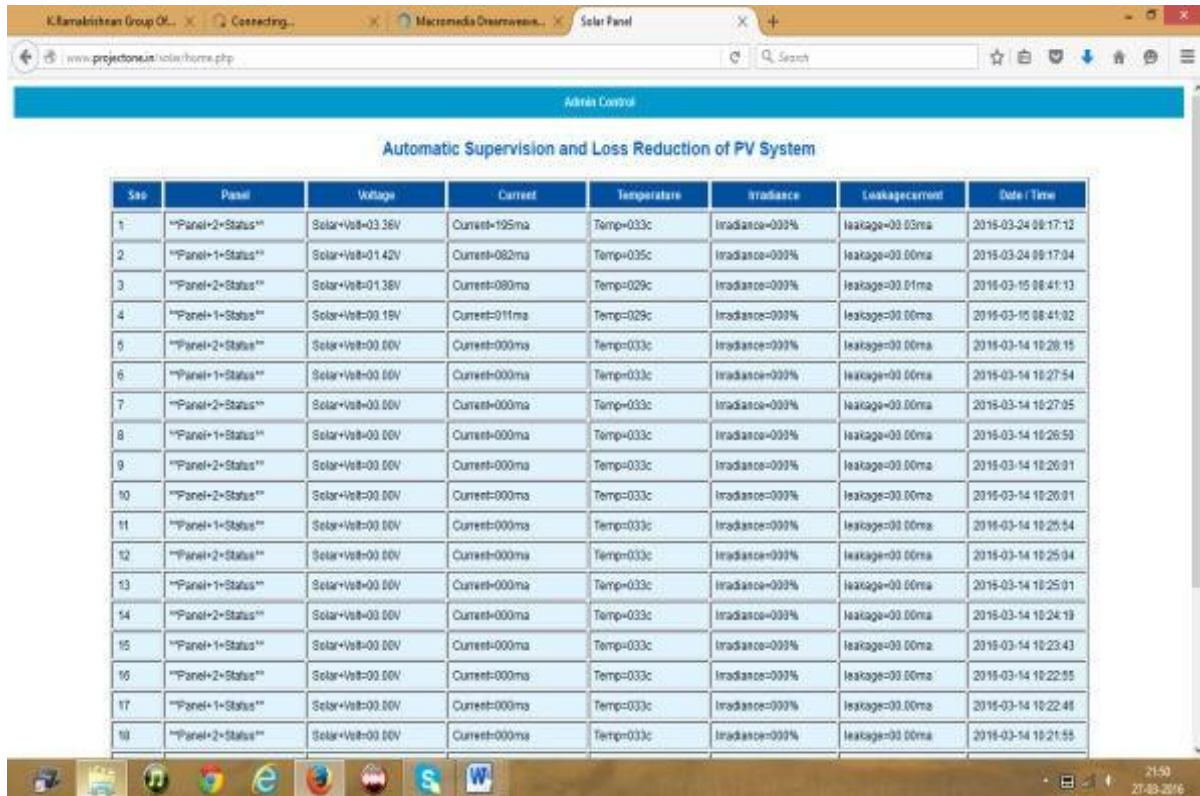 K.Ramakrishnan Group Of... Connecting... Macromedia Dreamweave... Solar Panel
www.projectone.in/solar/home.php Search
Admin Control
Automatic Supervision and Loss Reduction of PV System
Sno Panel Voltage Current Temperature Irradiance Leakagecurrent Date / Time
1 **Panel+2+Status** Solar+Volt=03.36V Current=195ma Temp=033c Irradiance=000% leakage=00.03ma 2016-03-24 09:17:12
2 **Panel+1+Status** Solar+Volt=01.42V Current=082ma Temp=035c Irradiance=000% leakage=00.00ma 2016-03-24 09:17:04
3 **Panel+2+Status** Solar+Volt=01.38V Current=080ma Temp=029c Irradiance=000% leakage=00.01ma 2016-03-15 08:41:13
4 **Panel+1+Status** Solar+Volt=00.19V Current=011ma Temp=029c Irradiance=000% leakage=00.00ma 2016-03-15 08:41:02
5 **Panel+2+Status** Solar+Volt=00.00V Current=000ma Temp=033c Irradiance=000% leakage=00.00ma 2016-03-14 10:28:15
6 **Panel+1+Status** Solar+Volt=00.00V Current=000ma Temp=033c Irradiance=000% leakage=00.00ma 2016-03-14 10:27:54
7 **Panel+2+Status** Solar+Volt=00.00V Current=000ma Temp=033c Irradiance=000% leakage=00.00ma 2016-03-14 10:27:05
8 **Panel+1+Status** Solar+Volt=00.00V Current=000ma Temp=033c Irradiance=000% leakage=00.00ma 2016-03-14 10:26:50
9 **Panel+2+Status** Solar+Volt=00.00V Current=000ma Temp=033c Irradiance=000% leakage=00.00ma 2016-03-14 10:26:01
10 **Panel+2+Status** Solar+Volt=00.00V Current=000ma Temp=033c Irradiance=000% leakage=00.00ma 2016-03-14 10:26:01
11 **Panel+1+Status** Solar+Volt=00.00V Current=000ma Temp=033c Irradiance=000% leakage=00.00ma 2016-03-14 10:25:54
12 **Panel+2+Status** Solar+Volt=00.00V Current=000ma Temp=033c Irradiance=000% leakage=00.00ma 2016-03-14 10:25:04
13 **Panel+1+Status** Solar+Volt=00.00V Current=000ma Temp=033c Irradiance=000% leakage=00.00ma 2016-03-14 10:25:01
14 **Panel+2+Status** Solar+Volt=00.00V Current=000ma Temp=033c Irradiance=000% leakage=00.00ma 2016-03-14 10:24:19
15 **Panel+1+Status** Solar+Volt=00.00V Current=000ma Temp=033c Irradiance=000% leakage=00.00ma 2016-03-14 10:23:43
16 **Panel+2+Status** Solar+Volt=00.00V Current=000ma Temp=033c Irradiance=000% leakage=00.00ma 2016-03-14 10:22:55
17 **Panel+1+Status** Solar+Volt=00.00V Current=000ma Temp=033c Irradiance=000% leakage=00.00ma 2016-03-14 10:22:46
18 **Panel+2+Status** Solar+Volt=00.00V Current=000ma Temp=033c Irradiance=000% leakage=00.00ma 2016-03-14 10:21:55
21:50
27-03-2016